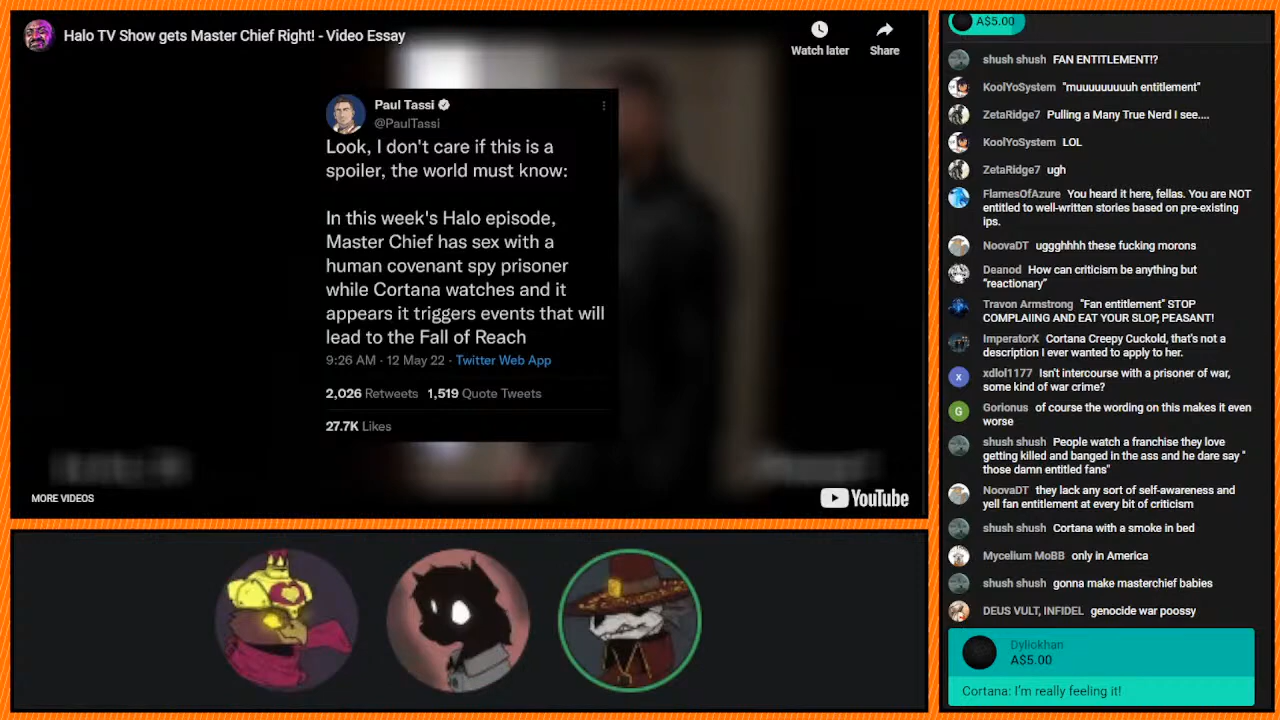 Halo TV Show gets Master Chief Right! - Video Essay
Watch later
Share
Paul Tassi
@PaulTassi
Look, I don't care if this is a
spoiler, the world must know:
In this week's Halo episode,
Master Chief has sex with a
human covenant spy prisoner
while Cortana watches and it
appears it triggers events that will
lead to the Fall of Reach
9:26 AM · 12 May 22 · Twitter Web App
2,026 Retweets 1,519 Quote Tweets
27.7K Likes
MORE VIDEOS
YouTube
A$5.00
shush shush FAN ENTITLEMENT!?
KoolYoSystem "muuuuuuuuuh entitlement"
ZetaRidge7 Pulling a Many True Nerd I see....
KoolYoSystem LOL
ZetaRidge7 ugh
FlamesOfAzure You heard it here, fellas. You are NOT
entitled to well-written stories based on pre-existing
ips.
NoovaDT uggghhhh these fucking morons
Deanod How can criticism be anything but
"reactionary"
Travon Armstrong "Fan entitlement" STOP
COMPLAIING AND EAT YOUR SLOP, PEASANT!
ImperatorX Cortana Creepy Cuckold, that's not a
description I ever wanted to apply to her.
X
xdlol1177 Isn't intercourse with a prisoner of war,
some kind of war crime?
G
Gorionus of course the wording on this makes it even
worse
shush shush People watch a franchise they love
getting killed and banged in the ass and he dare say "
those damn entitled fans"
NoovaDT they lack any sort of self-awareness and
yell fan entitlement at every bit of criticism
shush shush Cortana with a smoke in bed
Mycelium MoBB only in America
shush shush gonna make masterchief babies
DEUS VULT, INFIDEL genocide war poossy
Dyliokhan
A$5.00
Cortana: I'm really feeling it!